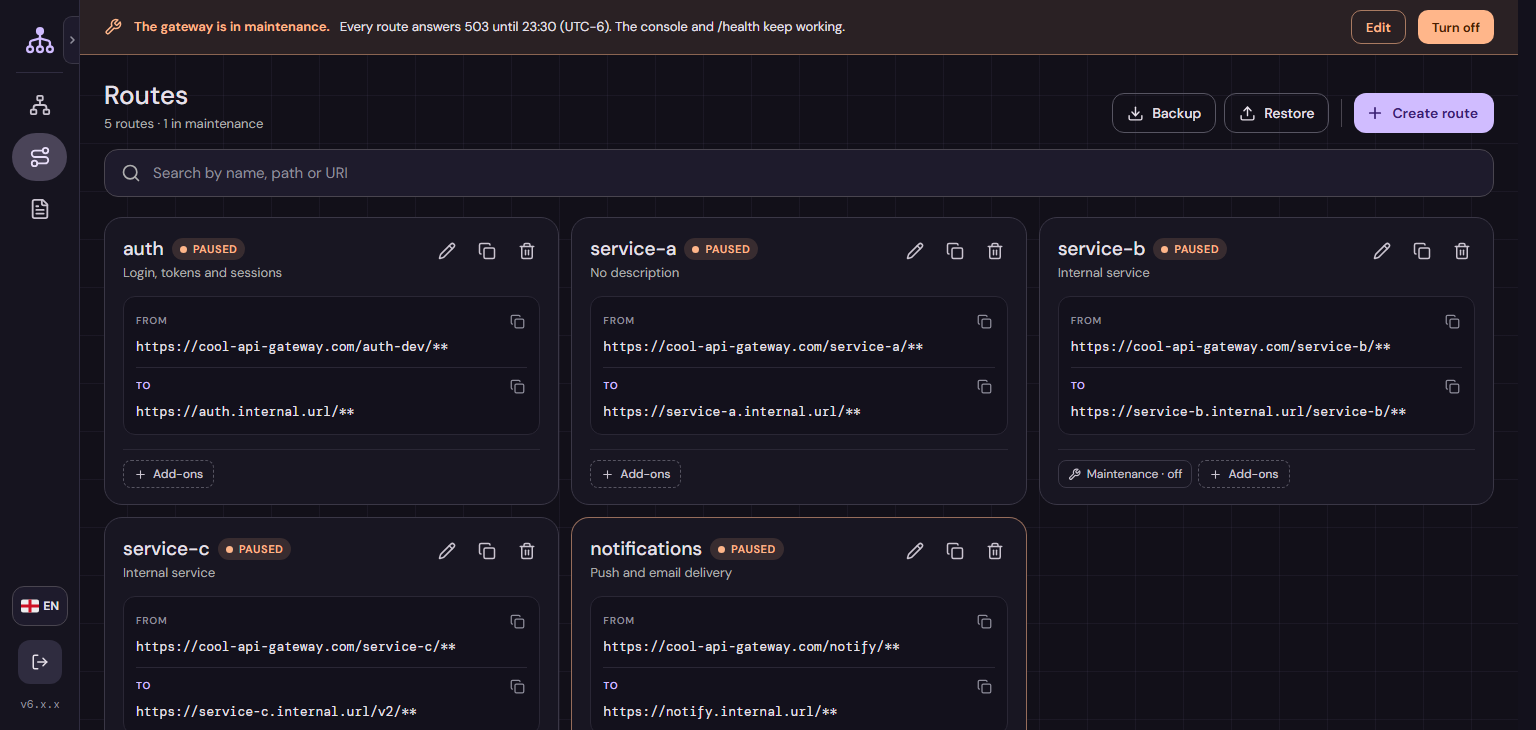 The gateway is in maintenance. Every route answers 503 until 23:30 (UTC-6). The console and /health keep working.
Edit
Turn off
Routes
5 routes · 1 in maintenance
Backup
Restore
Create route
Search by name, path or URI
auth PAUSED
Login, tokens and sessions
FROM
https://cool-api-gateway.com/auth-dev/**
TO
https://auth.internal.url/**
Add-ons
service-a PAUSED
No description
FROM
https://cool-api-gateway.com/service-a/**
TO
https://service-a.internal.url/**
Add-ons
service-b PAUSED
Internal service
FROM
https://cool-api-gateway.com/service-b/**
TO
https://service-b.internal.url/service-b/**
Maintenance · off
Add-ons
service-c PAUSED
Internal service
FROM
https://cool-api-gateway.com/service-c/**
TO
https://service-c.internal.url/v2/**
notifications PAUSED
Push and email delivery
FROM
https://cool-api-gateway.com/notify/**
TO
https://notify.internal.url/**
EN
v6.x.x